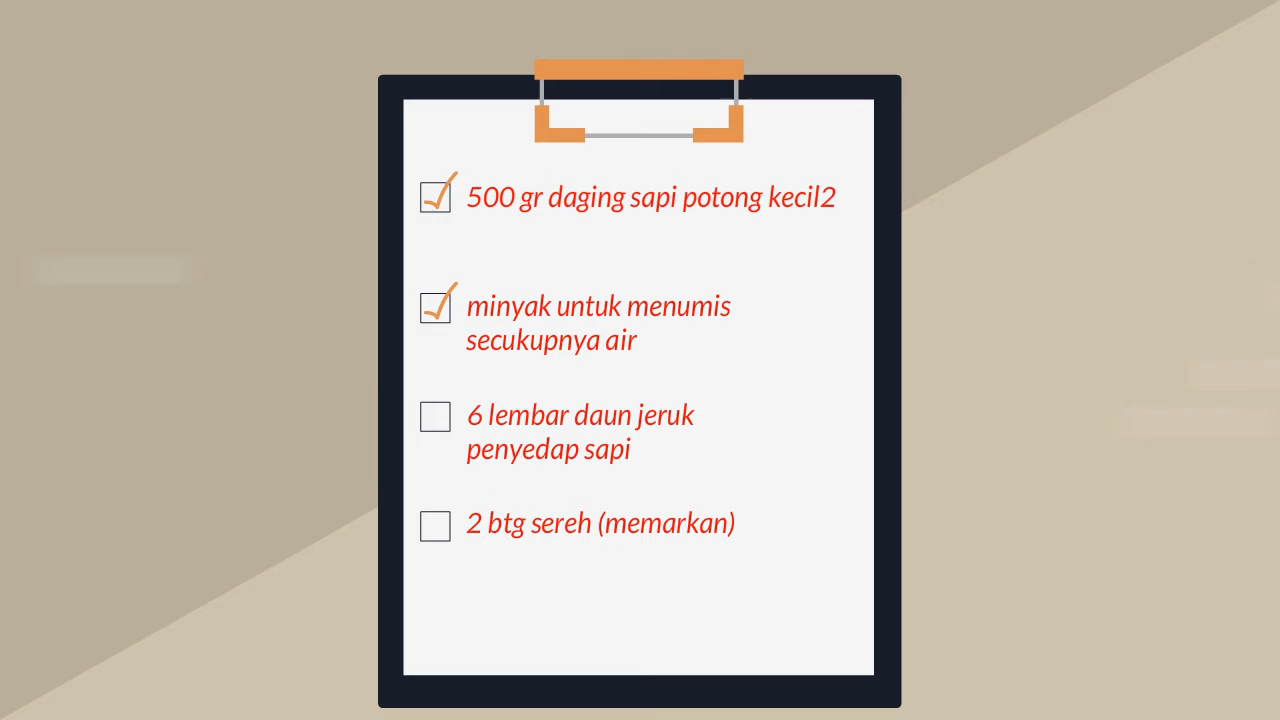 500 gr daging sapi potong kecil2
minyak untuk menumis
secukupnya air
6 lembar daun jeruk
penyedap sapi
2 btg sereh (memarkan)